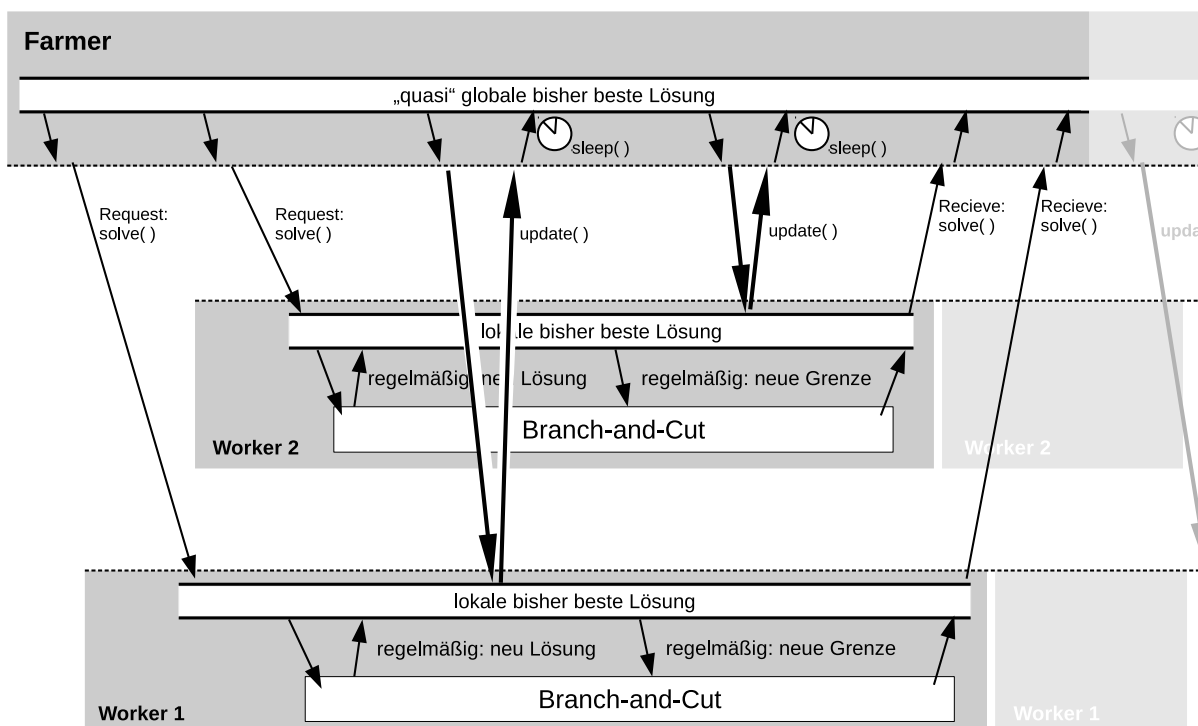 Farmer
„quasi“ globale bisher beste Lösung
sleep( )
sleep( )
Request:
solve( )
Request:
solve( )
update( )
update( )
Recieve:
solve( )
Recieve:
solve( )
upda
lokale bisher beste Lösung
regelmäßig: neu Lösung
regelmäßig: neue Grenze
Branch-and-Cut
Worker 2
Worker 2
lokale bisher beste Lösung
regelmäßig: neu Lösung
regelmäßig: neue Grenze
Branch-and-Cut
Worker 1
Worker 1